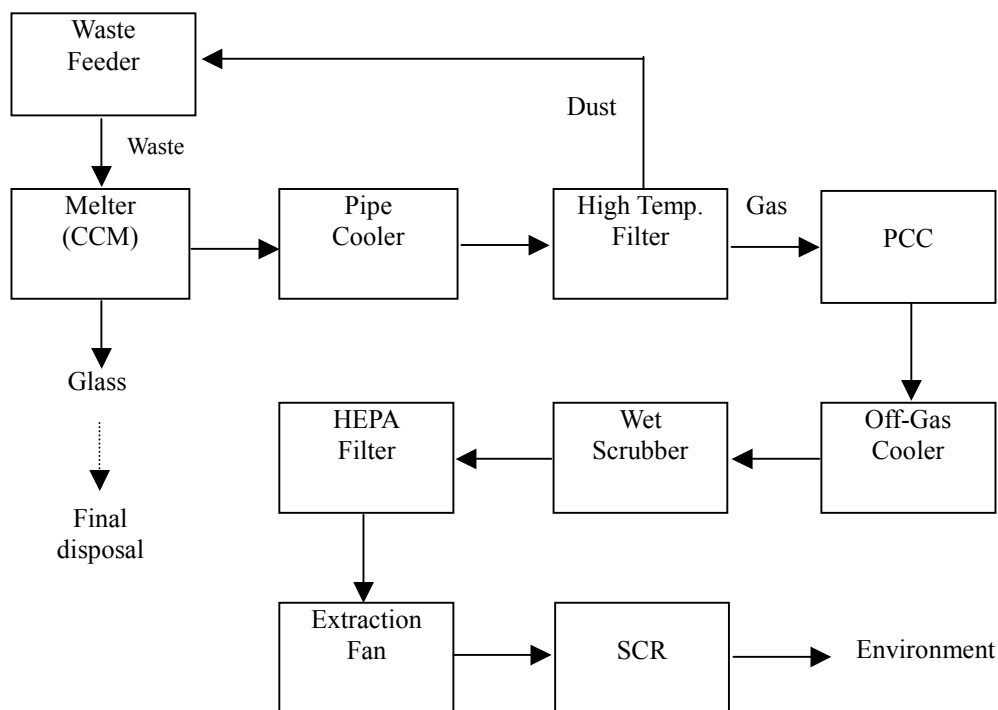 Waste
Feeder
Dust
Waste
Melter
(CCM)
Pipe
Cooler
High Temp.
Filter
Gas
PCC
Glass
Final
disposal
HEPA
Filter
Wet
Scrubber
Off-Gas
Cooler
Extraction
Fan
SCR
Environment